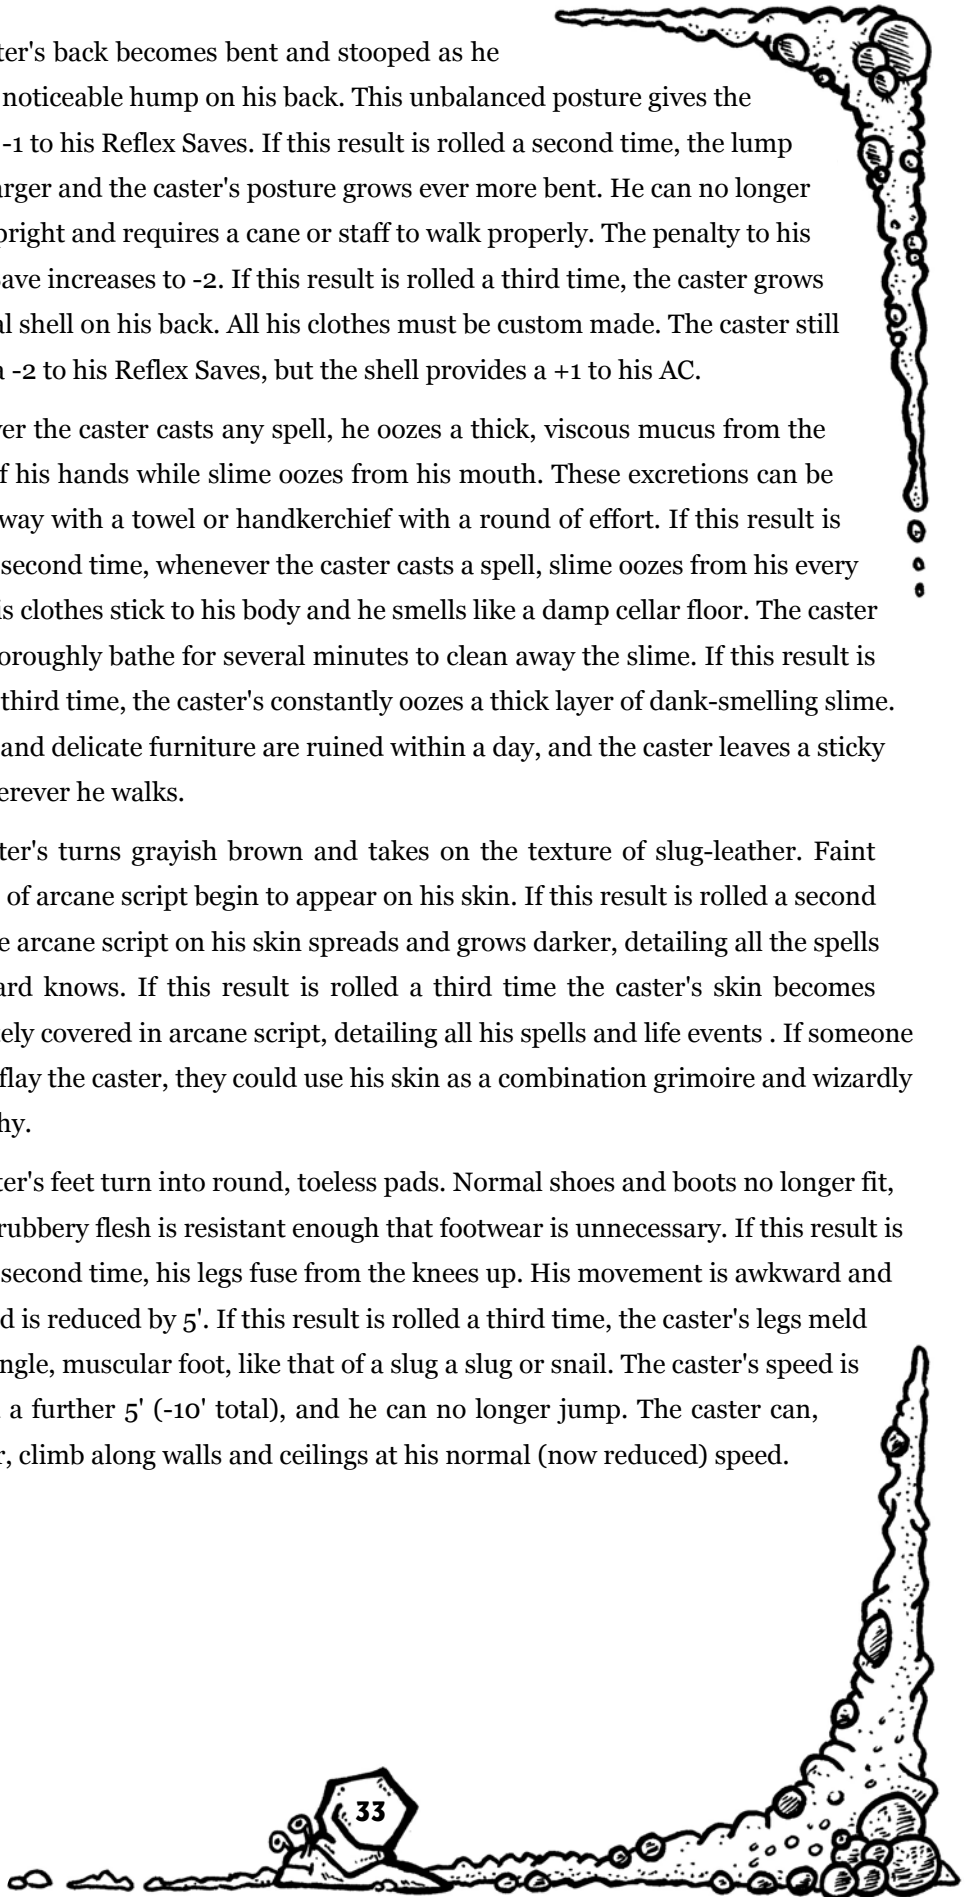 ter's back becomes bent and stooped as he
noticeable hump on his back. This unbalanced posture gives the
-1 to his Reflex Saves. If this result is rolled a second time, the lump
arger and the caster's posture grows ever more bent. He can no longer
pright and requires a cane or staff to walk properly. The penalty to his
ave increases to -2. If this result is rolled a third time, the caster grows
al shell on his back. All his clothes must be custom made. The caster still
a -2 to his Reflex Saves, but the shell provides a +1 to his AC.
er the caster casts any spell, he oozes a thick, viscous mucus from the
f his hands while slime oozes from his mouth. These excretions can be
way with a towel or handkerchief with a round of effort. If this result is
second time, whenever the caster casts a spell, slime oozes from his every
is clothes stick to his body and he smells like a damp cellar floor. The caster
oroughly bathe for several minutes to clean away the slime. If this result is
third time, the caster's constantly oozes a thick layer of dank-smelling slime.
and delicate furniture are ruined within a day, and the caster leaves a sticky
erever he walks.
ter's turns grayish brown and takes on the texture of slug-leather. Faint
of arcane script begin to appear on his skin. If this result is rolled a second
e arcane script on his skin spreads and grows darker, detailing all the spells
ard knows. If this result is rolled a third time the caster's skin becomes
ely covered in arcane script, detailing all his spells and life events . If someone
flay the caster, they could use his skin as a combination grimoire and wizardly
hy.
ter's feet turn into round, toeless pads. Normal shoes and boots no longer fit,
rubbery flesh is resistant enough that footwear is unnecessary. If this result is
second time, his legs fuse from the knees up. His movement is awkward and
d is reduced by 5'. If this result is rolled a third time, the caster's legs meld
ngle, muscular foot, like that of a slug a slug or snail. The caster's speed is
a further 5' (-10' total), and he can no longer jump. The caster can,
r, climb along walls and ceilings at his normal (now reduced) speed.
33